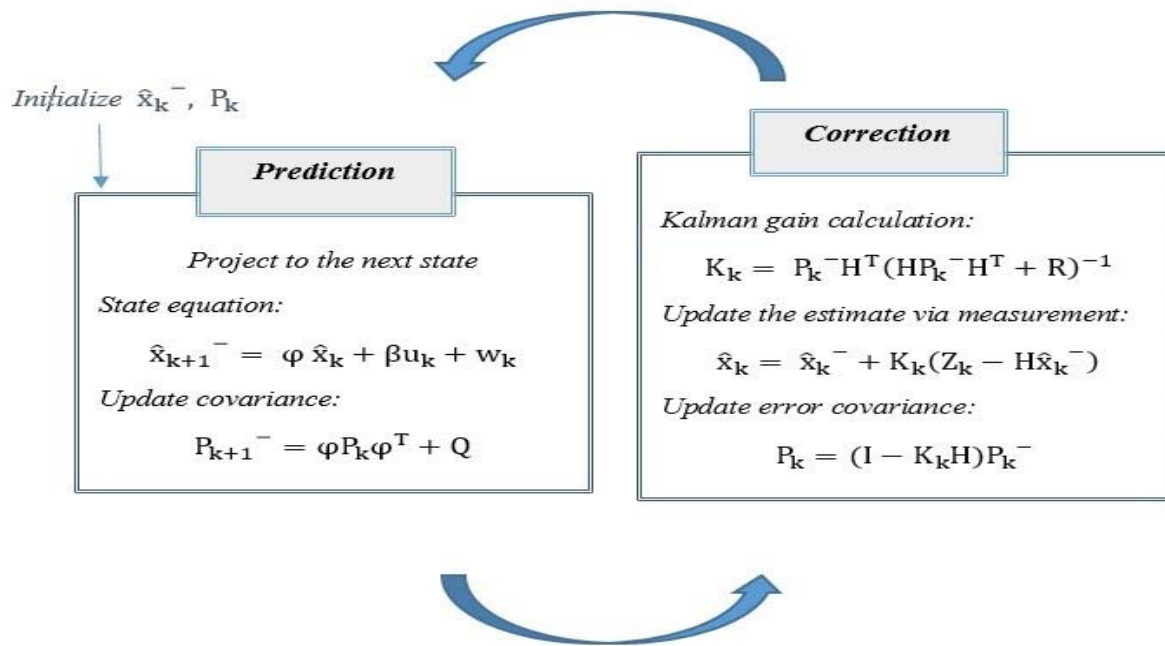 Initialize x̂ₖ⁻, Pₖ
Prediction
Project to the next state
State equation:
x̂ₖ₊₁⁻ = φ x̂ₖ + βuₖ + wₖ
Update covariance:
Pₖ₊₁⁻ = φPₖφᵀ + Q
Correction
Kalman gain calculation:
Kₖ = Pₖ⁻Hᵀ(HPₖ⁻Hᵀ + R)⁻¹
Update the estimate via measurement:
x̂ₖ = x̂ₖ⁻ + Kₖ(Zₖ − Hx̂ₖ⁻)
Update error covariance:
Pₖ = (I − KₖH)Pₖ⁻